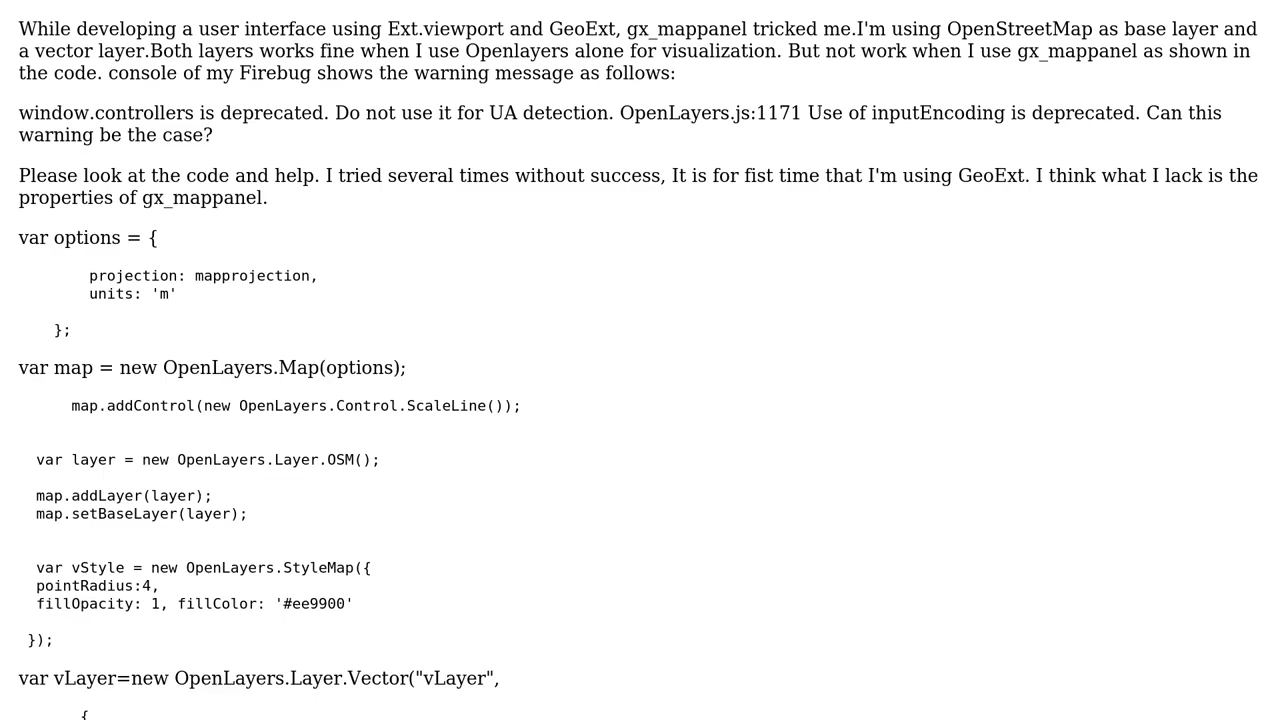 While developing a user interface using Ext.viewport and GeoExt, gx_mappanel tricked me.I'm using OpenStreetMap as base layer and
a vector layer.Both layers works fine when I use Openlayers alone for visualization. But not work when I use gx_mappanel as shown in
the code. console of my Firebug shows the warning message as follows:
window.controllers is deprecated. Do not use it for UA detection. OpenLayers.js:1171 Use of inputEncoding is deprecated. Can this
warning be the case?
Please look at the code and help. I tried several times without success, It is for fist time that I'm using GeoExt. I think what I lack is the
properties of gx_mappanel.
var options = {
projection: mapprojection,
units: 'm'
};
var map = new OpenLayers.Map(options);
map.addControl(new OpenLayers.Control.ScaleLine());
var layer = new OpenLayers.Layer.OSM();
map.addLayer(layer);
map.setBaseLayer(layer);
var vStyle = new OpenLayers.StyleMap({
pointRadius:4,
fillOpacity: 1, fillColor: '#ee9900'
});
var vLayer=new OpenLayers.Layer.Vector("vLayer",
{